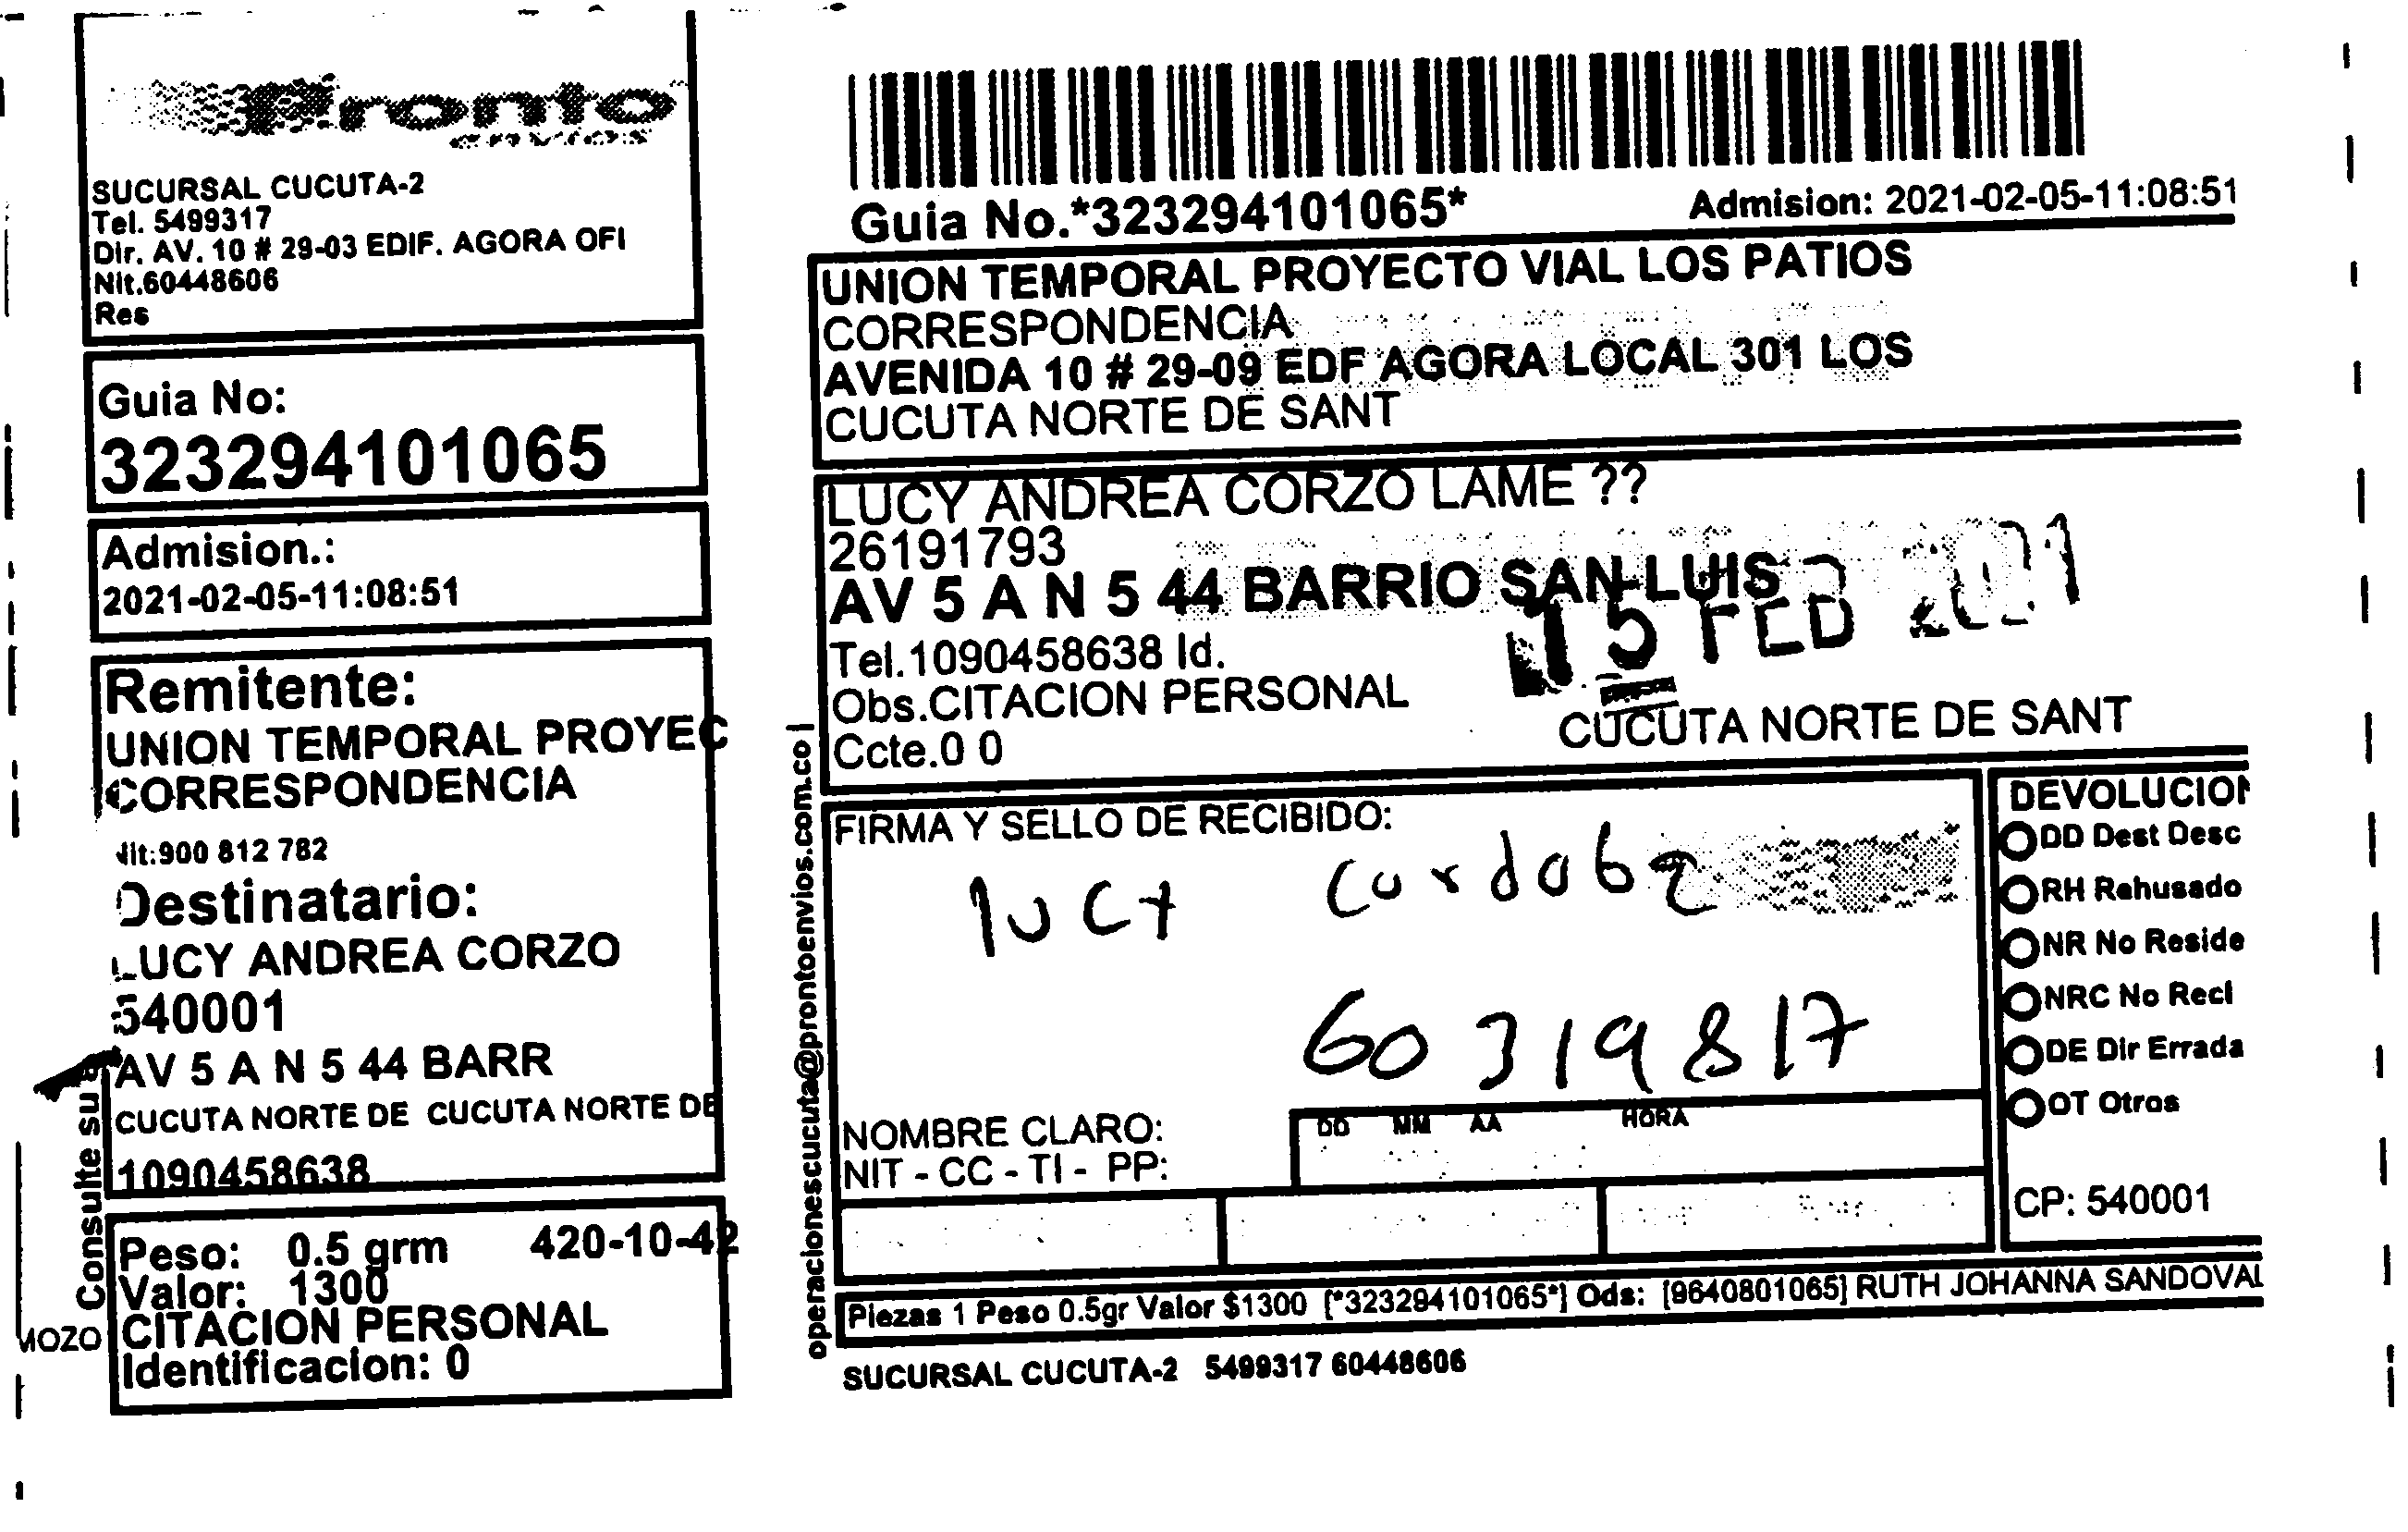 Pronto
envios
SUCURSAL CUCUTA-2
Tel. 5499317
Dir. AV. 10 # 29-03 EDIF. AGORA OFI
Nit.60448606
Res
Guia No:
323294101065
Admision.:
2021-02-05-11:08:51
Remitente:
UNION TEMPORAL PROYEC
CORRESPONDENCIA
Nit:900 812 782
Destinatario:
LUCY ANDREA CORZO
540001
AV 5 A N 5 44 BARR
CUCUTA NORTE DE CUCUTA NORTE DE
1090458638
Peso: 0.5 grm 420-10-42
Valor: 1300
CITACION PERSONAL
Identificacion: 0
MOZO
Consulte su
operacionescucuta@prontoenvios.com.co |
Guia No.*323294101065*
Admision: 2021-02-05-11:08:51
UNION TEMPORAL PROYECTO VIAL LOS PATIOS
CORRESPONDENCIA
AVENIDA 10 # 29-09 EDF AGORA LOCAL 301 LOS
CUCUTA NORTE DE SANT
LUCY ANDREA CORZO LAME ??
26191793
AV 5 A N 5 44 BARRIO SAN LUIS
15 FEB 2021
Tel.1090458638 Id.
Obs.CITACION PERSONAL
CUCUTA NORTE DE SANT
Ccte.0 0
FIRMA Y SELLO DE RECIBIDO:
lucy cordoba
60319817
NOMBRE CLARO:
NIT - CC - TI - PP:
DD MM AA HORA
DEVOLUCION
DD Dest Desc
RH Rehusado
NR No Reside
NRC No Recl
DE Dir Errada
OT Otros
CP: 540001
Piezas 1 Peso 0.5gr Valor $1300 [*323294101065*] Ods: [9640801065] RUTH JOHANNA SANDOVAL
SUCURSAL CUCUTA-2 5499317 60448606